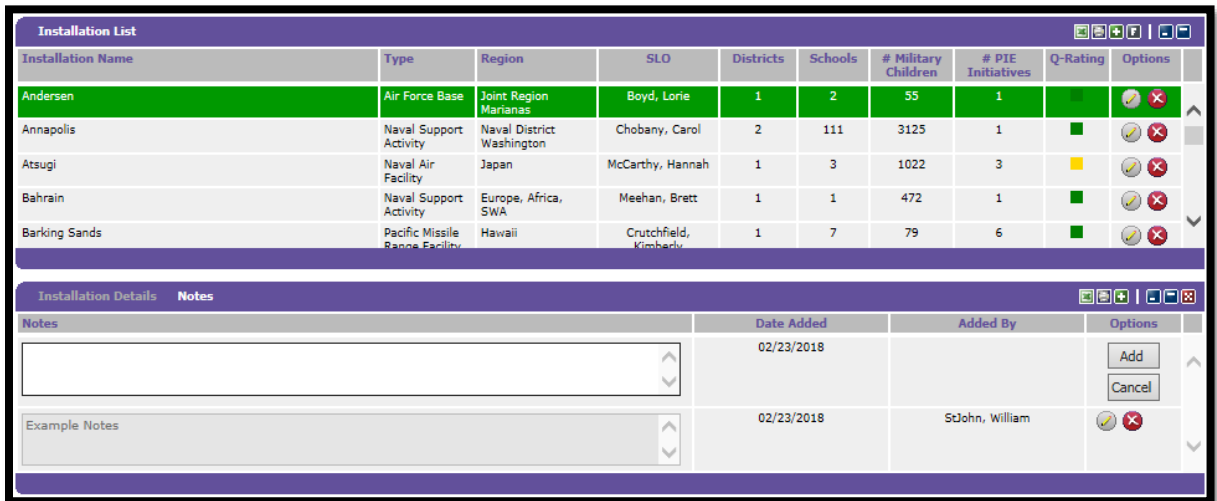 Installation List
F
Installation Name Type Region SLO Districts Schools # Military Children # PIE Initiatives Q-Rating Options
Andersen Air Force Base Joint Region Marianas Boyd, Lorie 1 2 55 1
Annapolis Naval Support Activity Naval District Washington Chobany, Carol 2 111 3125 1
Atsugi Naval Air Facility Japan McCarthy, Hannah 1 3 1022 3
Bahrain Naval Support Activity Europe, Africa, SWA Meehan, Brett 1 1 472 1
Barking Sands Pacific Missile Range Facility Hawaii Crutchfield, Kimberly 1 7 79 6
Installation Details Notes
Notes Date Added Added By Options
02/23/2018 Add
Cancel
Example Notes 02/23/2018 StJohn, William